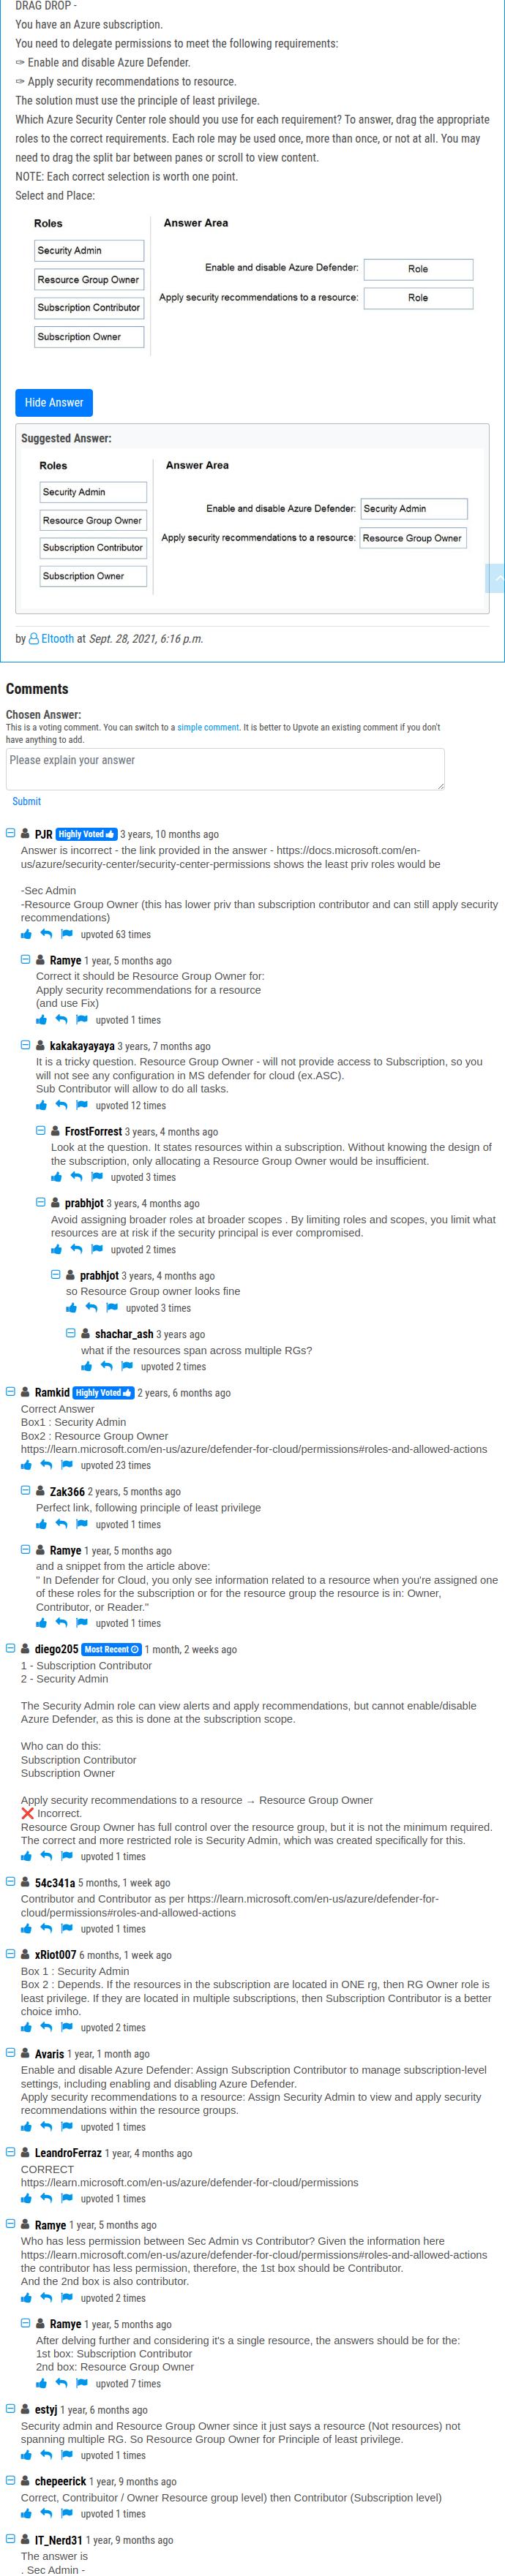 DRAG DROP -
You have an Azure subscription.
You need to delegate permissions to meet the following requirements:
⇨ Enable and disable Azure Defender.
⇨ Apply security recommendations to resource.
The solution must use the principle of least privilege.
Which Azure Security Center role should you use for each requirement? To answer, drag the appropriate
roles to the correct requirements. Each role may be used once, more than once, or not at all. You may
need to drag the split bar between panes or scroll to view content.
NOTE: Each correct selection is worth one point.
Select and Place:
Roles
Answer Area
Security Admin
Resource Group Owner
Subscription Contributor
Subscription Owner
Enable and disable Azure Defender: Role
Apply security recommendations to a resource: Role
Hide Answer
Suggested Answer:
Roles
Answer Area
Security Admin
Resource Group Owner
Subscription Contributor
Subscription Owner
Enable and disable Azure Defender: Security Admin
Apply security recommendations to a resource: Resource Group Owner
by Eltooth at Sept. 28, 2021, 6:16 p.m.
Comments
Chosen Answer:
This is a voting comment. You can switch to a simple comment. It is better to Upvote an existing comment if you don't
have anything to add.
Please explain your answer
Submit
PJR Highly Voted 3 years, 10 months ago
Answer is incorrect - the link provided in the answer - https://docs.microsoft.com/en-
us/azure/security-center/security-center-permissions shows the least priv roles would be
-Sec Admin
-Resource Group Owner (this has lower priv than subscription contributor and can still apply security
recommendations)
upvoted 63 times
Ramye 1 year, 5 months ago
Correct it should be Resource Group Owner for:
Apply security recommendations for a resource
(and use Fix)
upvoted 1 times
kakakayayaya 3 years, 7 months ago
It is a tricky question. Resource Group Owner - will not provide access to Subscription, so you
will not see any configuration in MS defender for cloud (ex.ASC).
Sub Contributor will allow to do all tasks.
upvoted 12 times
FrostForrest 3 years, 4 months ago
Look at the question. It states resources within a subscription. Without knowing the design of
the subscription, only allocating a Resource Group Owner would be insufficient.
upvoted 3 times
prabhjot 3 years, 4 months ago
Avoid assigning broader roles at broader scopes . By limiting roles and scopes, you limit what
resources are at risk if the security principal is ever compromised.
upvoted 2 times
prabhjot 3 years, 4 months ago
so Resource Group owner looks fine
upvoted 3 times
shachar_ash 3 years ago
what if the resources span across multiple RGs?
upvoted 2 times
Ramkid Highly Voted 2 years, 6 months ago
Correct Answer
Box1 : Security Admin
Box2 : Resource Group Owner
https://learn.microsoft.com/en-us/azure/defender-for-cloud/permissions#roles-and-allowed-actions
upvoted 23 times
Zak366 2 years, 5 months ago
Perfect link, following principle of least privilege
upvoted 1 times
Ramye 1 year, 5 months ago
and a snippet from the article above:
" In Defender for Cloud, you only see information related to a resource when you're assigned one
of these roles for the subscription or for the resource group the resource is in: Owner,
Contributor, or Reader."
upvoted 1 times
diego205 Most Recent 1 month, 2 weeks ago
1 - Subscription Contributor
2 - Security Admin
The Security Admin role can view alerts and apply recommendations, but cannot enable/disable
Azure Defender, as this is done at the subscription scope.
Who can do this:
Subscription Contributor
Subscription Owner
Apply security recommendations to a resource → Resource Group Owner
❌ Incorrect.
Resource Group Owner has full control over the resource group, but it is not the minimum required.
The correct and more restricted role is Security Admin, which was created specifically for this.
upvoted 1 times
54c341a 5 months, 1 week ago
Contributor and Contributor as per https://learn.microsoft.com/en-us/azure/defender-for-
cloud/permissions#roles-and-allowed-actions
upvoted 1 times
xRiot007 6 months, 1 week ago
Box 1 : Security Admin
Box 2 : Depends. If the resources in the subscription are located in ONE rg, then RG Owner role is
least privilege. If they are located in multiple subscriptions, then Subscription Contributor is a better
choice imho.
upvoted 2 times
Avaris 1 year, 1 month ago
Enable and disable Azure Defender: Assign Subscription Contributor to manage subscription-level
settings, including enabling and disabling Azure Defender.
Apply security recommendations to a resource: Assign Security Admin to view and apply security
recommendations within the resource groups.
upvoted 1 times
LeandroFerraz 1 year, 4 months ago
CORRECT
https://learn.microsoft.com/en-us/azure/defender-for-cloud/permissions
upvoted 1 times
Ramye 1 year, 5 months ago
Who has less permission between Sec Admin vs Contributor? Given the information here
https://learn.microsoft.com/en-us/azure/defender-for-cloud/permissions#roles-and-allowed-actions
the contributor has less permission, therefore, the 1st box should be Contributor.
And the 2nd box is also contributor.
upvoted 2 times
Ramye 1 year, 5 months ago
After delving further and considering it's a single resource, the answers should be for the:
1st box: Subscription Contributor
2nd box: Resource Group Owner
upvoted 7 times
estyj 1 year, 6 months ago
Security admin and Resource Group Owner since it just says a resource (Not resources) not
spanning multiple RG. So Resource Group Owner for Principle of least privilege.
upvoted 1 times
chepeerick 1 year, 9 months ago
Correct, Contribuitor / Owner Resource group level) then Contributor (Subscription level)
upvoted 1 times
IT_Nerd31 1 year, 9 months ago
The answer is
. Sec Admin -